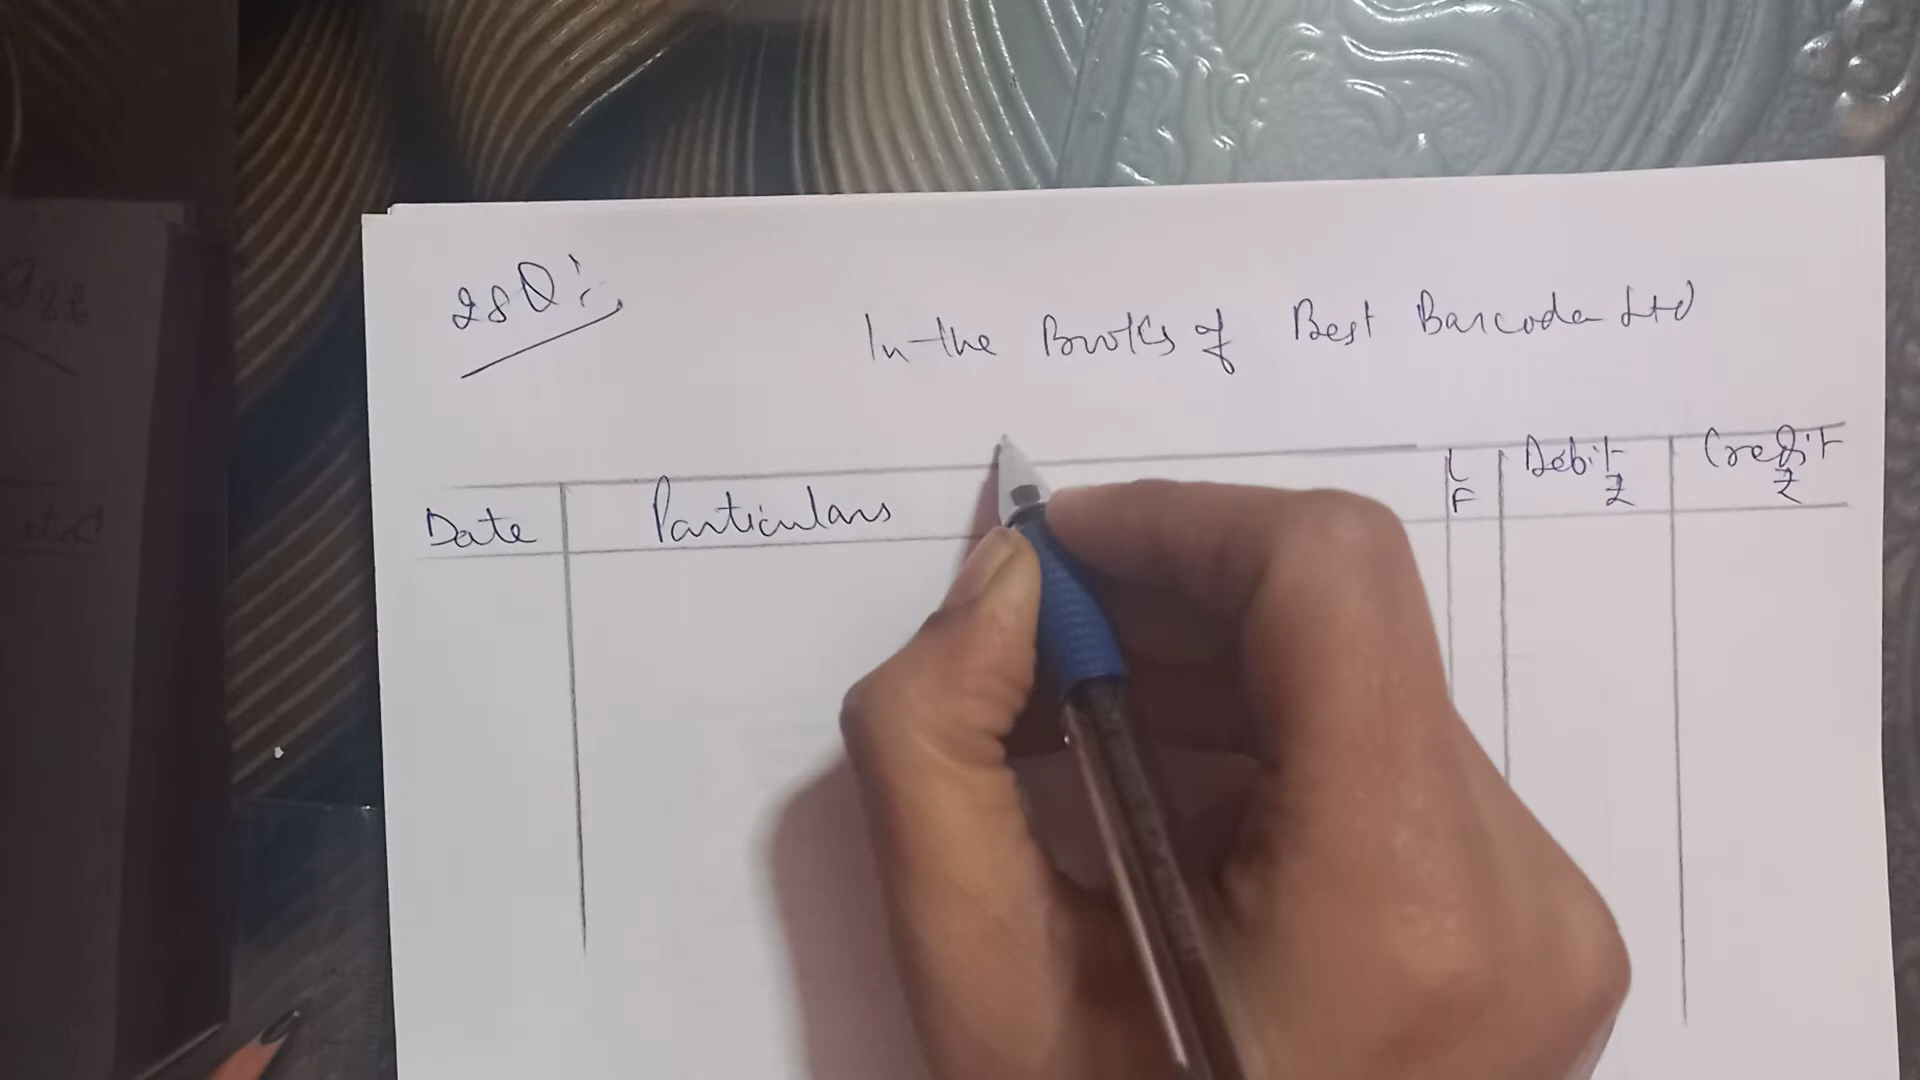 28Q:
In the Books of Best Barcode Ltd
Date Particulars L F Debit ₹ Credit ₹